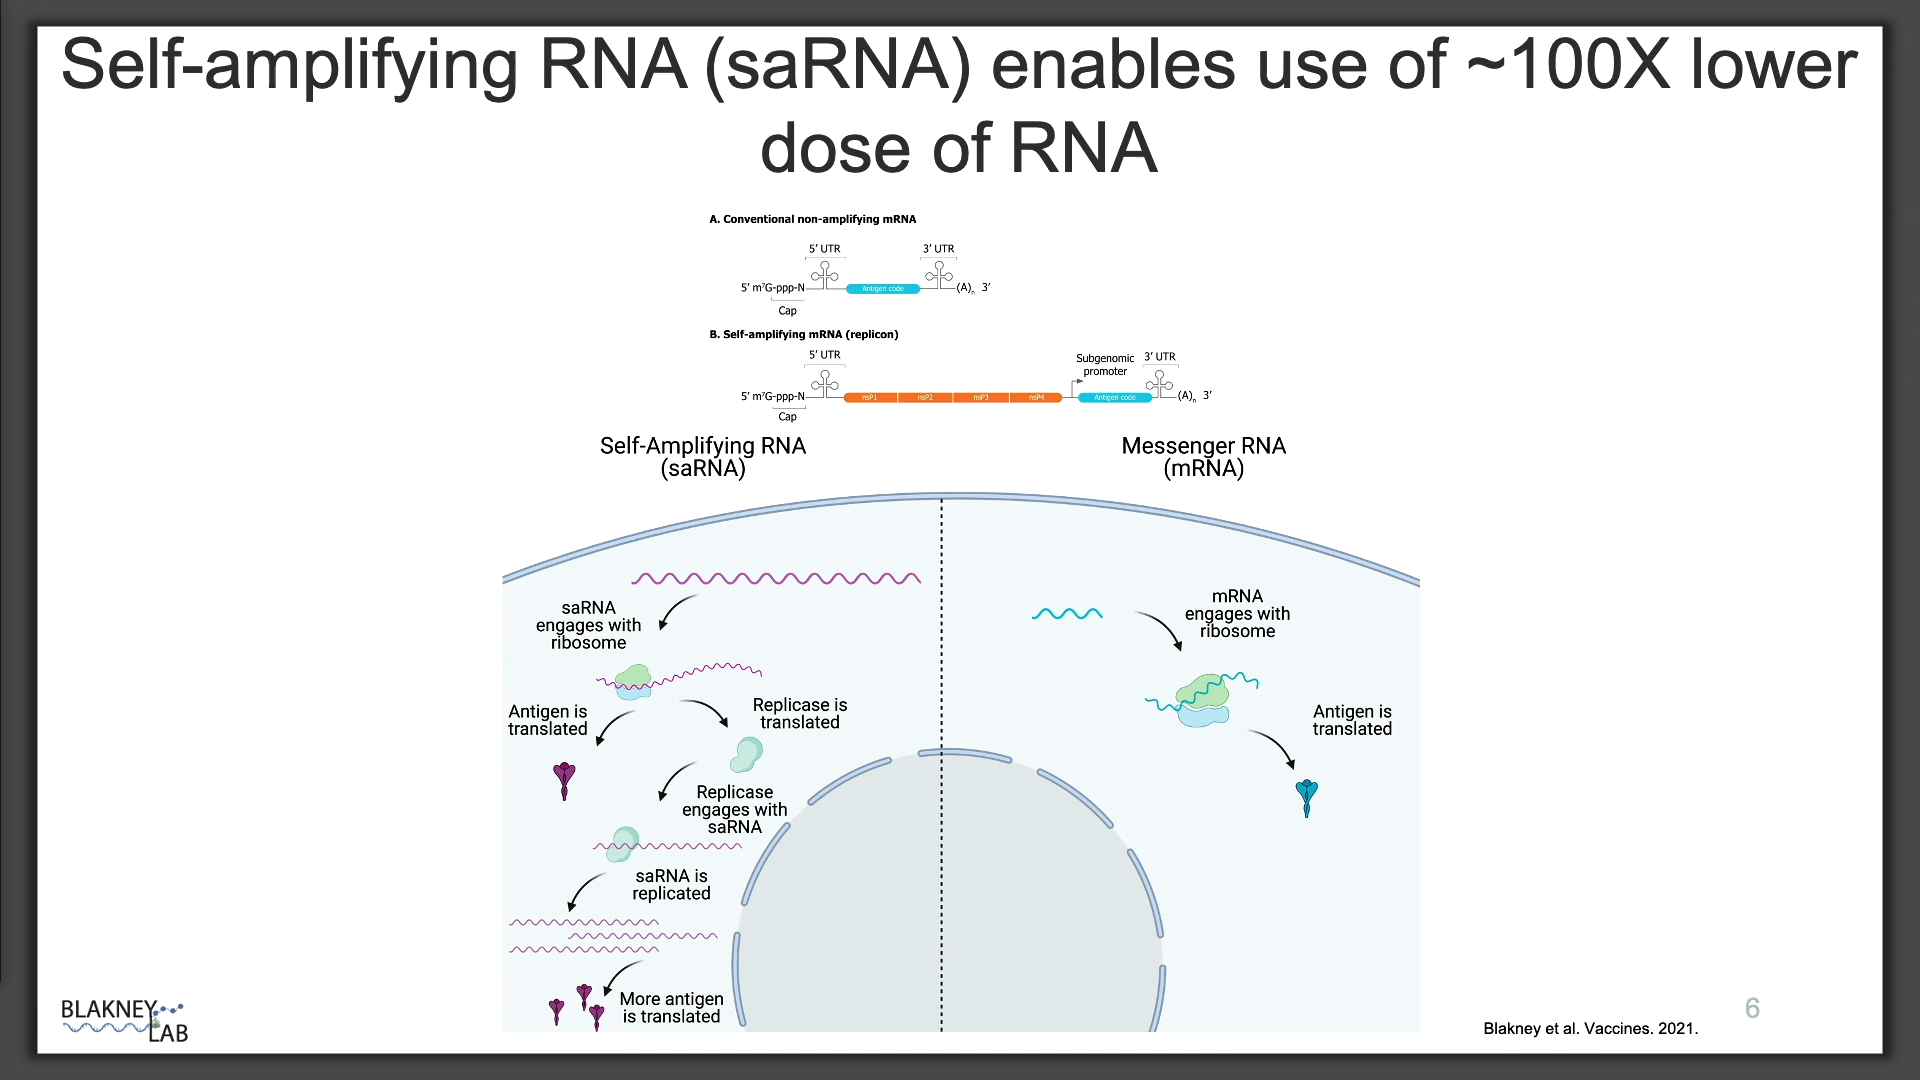 Self-amplifying RNA (saRNA) enables use of ~100X lower
dose of RNA
A. Conventional non-amplifying mRNA
5′ UTR
3′ UTR
5′ m⁷G-ppp-N
Antigen code
(A)ₙ 3′
Cap
B. Self-amplifying mRNA (replicon)
5′ UTR
Subgenomic
promoter
3′ UTR
5′ m⁷G-ppp-N
nsP1
nsP2
nsP3
nsP4
Antigen code
(A)ₙ 3′
Cap
Self-Amplifying RNA
(saRNA)
Messenger RNA
(mRNA)
saRNA
engages with
ribosome
Antigen is
translated
Replicase is
translated
Replicase
engages with
saRNA
saRNA is
replicated
More antigen
is translated
mRNA
engages with
ribosome
Antigen is
translated
BLAKNEY
LAB
6
Blakney et al. Vaccines. 2021.